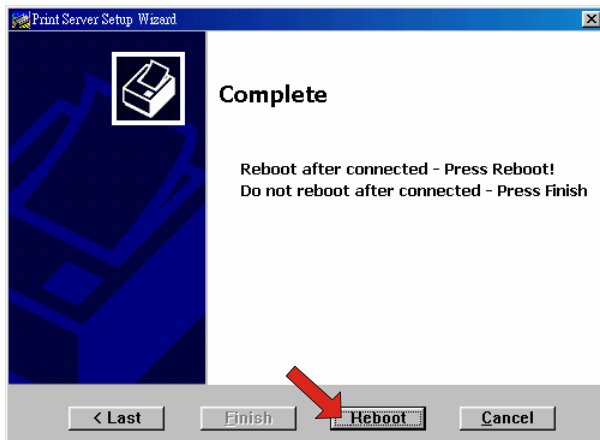 Print Server Setup Wizard
Complete
Reboot after connected - Press Reboot!
Do not reboot after connected - Press Finish
< Last
Finish
Reboot
Cancel